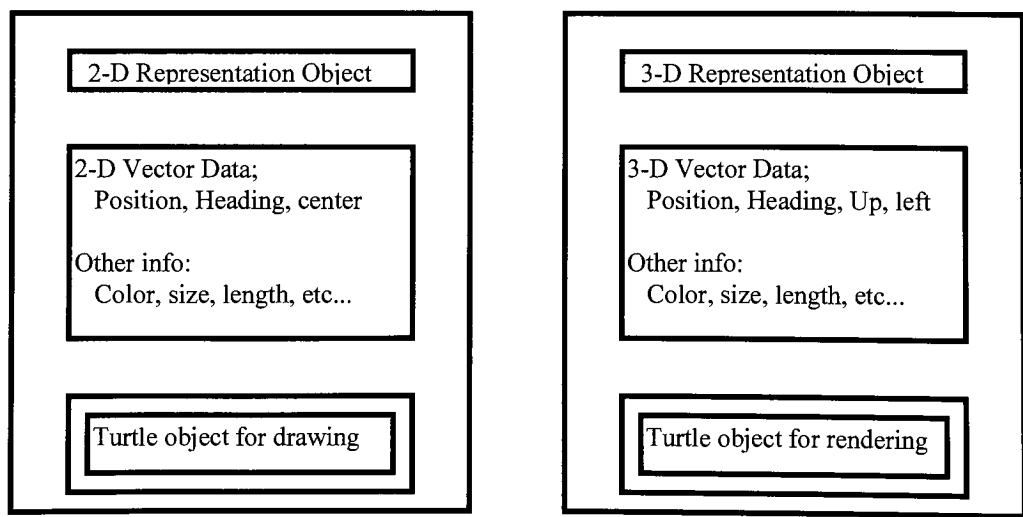 2-D Representation Object
2-D Vector Data;
Position, Heading, center
Other info:
Color, size, length, etc...
Turtle object for drawing
3-D Representation Object
3-D Vector Data;
Position, Heading, Up, left
Other info:
Color, size, length, etc...
Turtle object for rendering